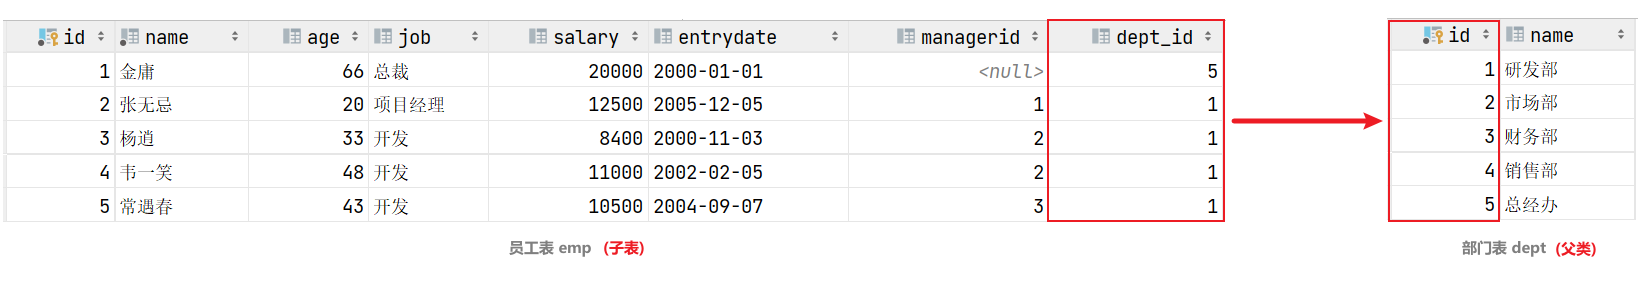 id name age job salary entrydate managerid dept_id
1 金庸 66 总裁 20000 2000-01-01 <null> 5
2 张无忌 20 项目经理 12500 2005-12-05 1 1
3 杨逍 33 开发 8400 2000-11-03 2 1
4 韦一笑 48 开发 11000 2002-02-05 2 1
5 常遇春 43 开发 10500 2004-09-07 3 1
员工表 emp (子表)
id name
1 研发部
2 市场部
3 财务部
4 销售部
5 总经办
部门表 dept (父类)